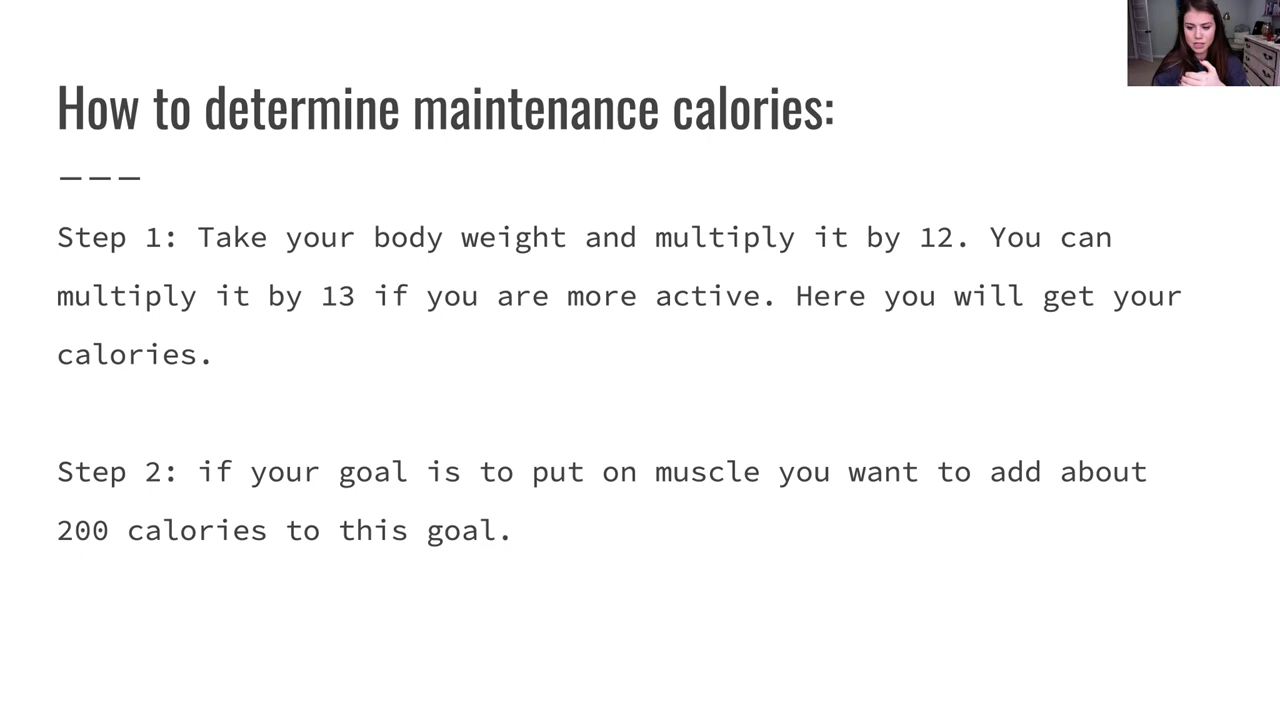 How to determine maintenance calories:
Step 1: Take your body weight and multiply it by 12. You can
multiply it by 13 if you are more active. Here you will get your
calories.
Step 2: if your goal is to put on muscle you want to add about
200 calories to this goal.